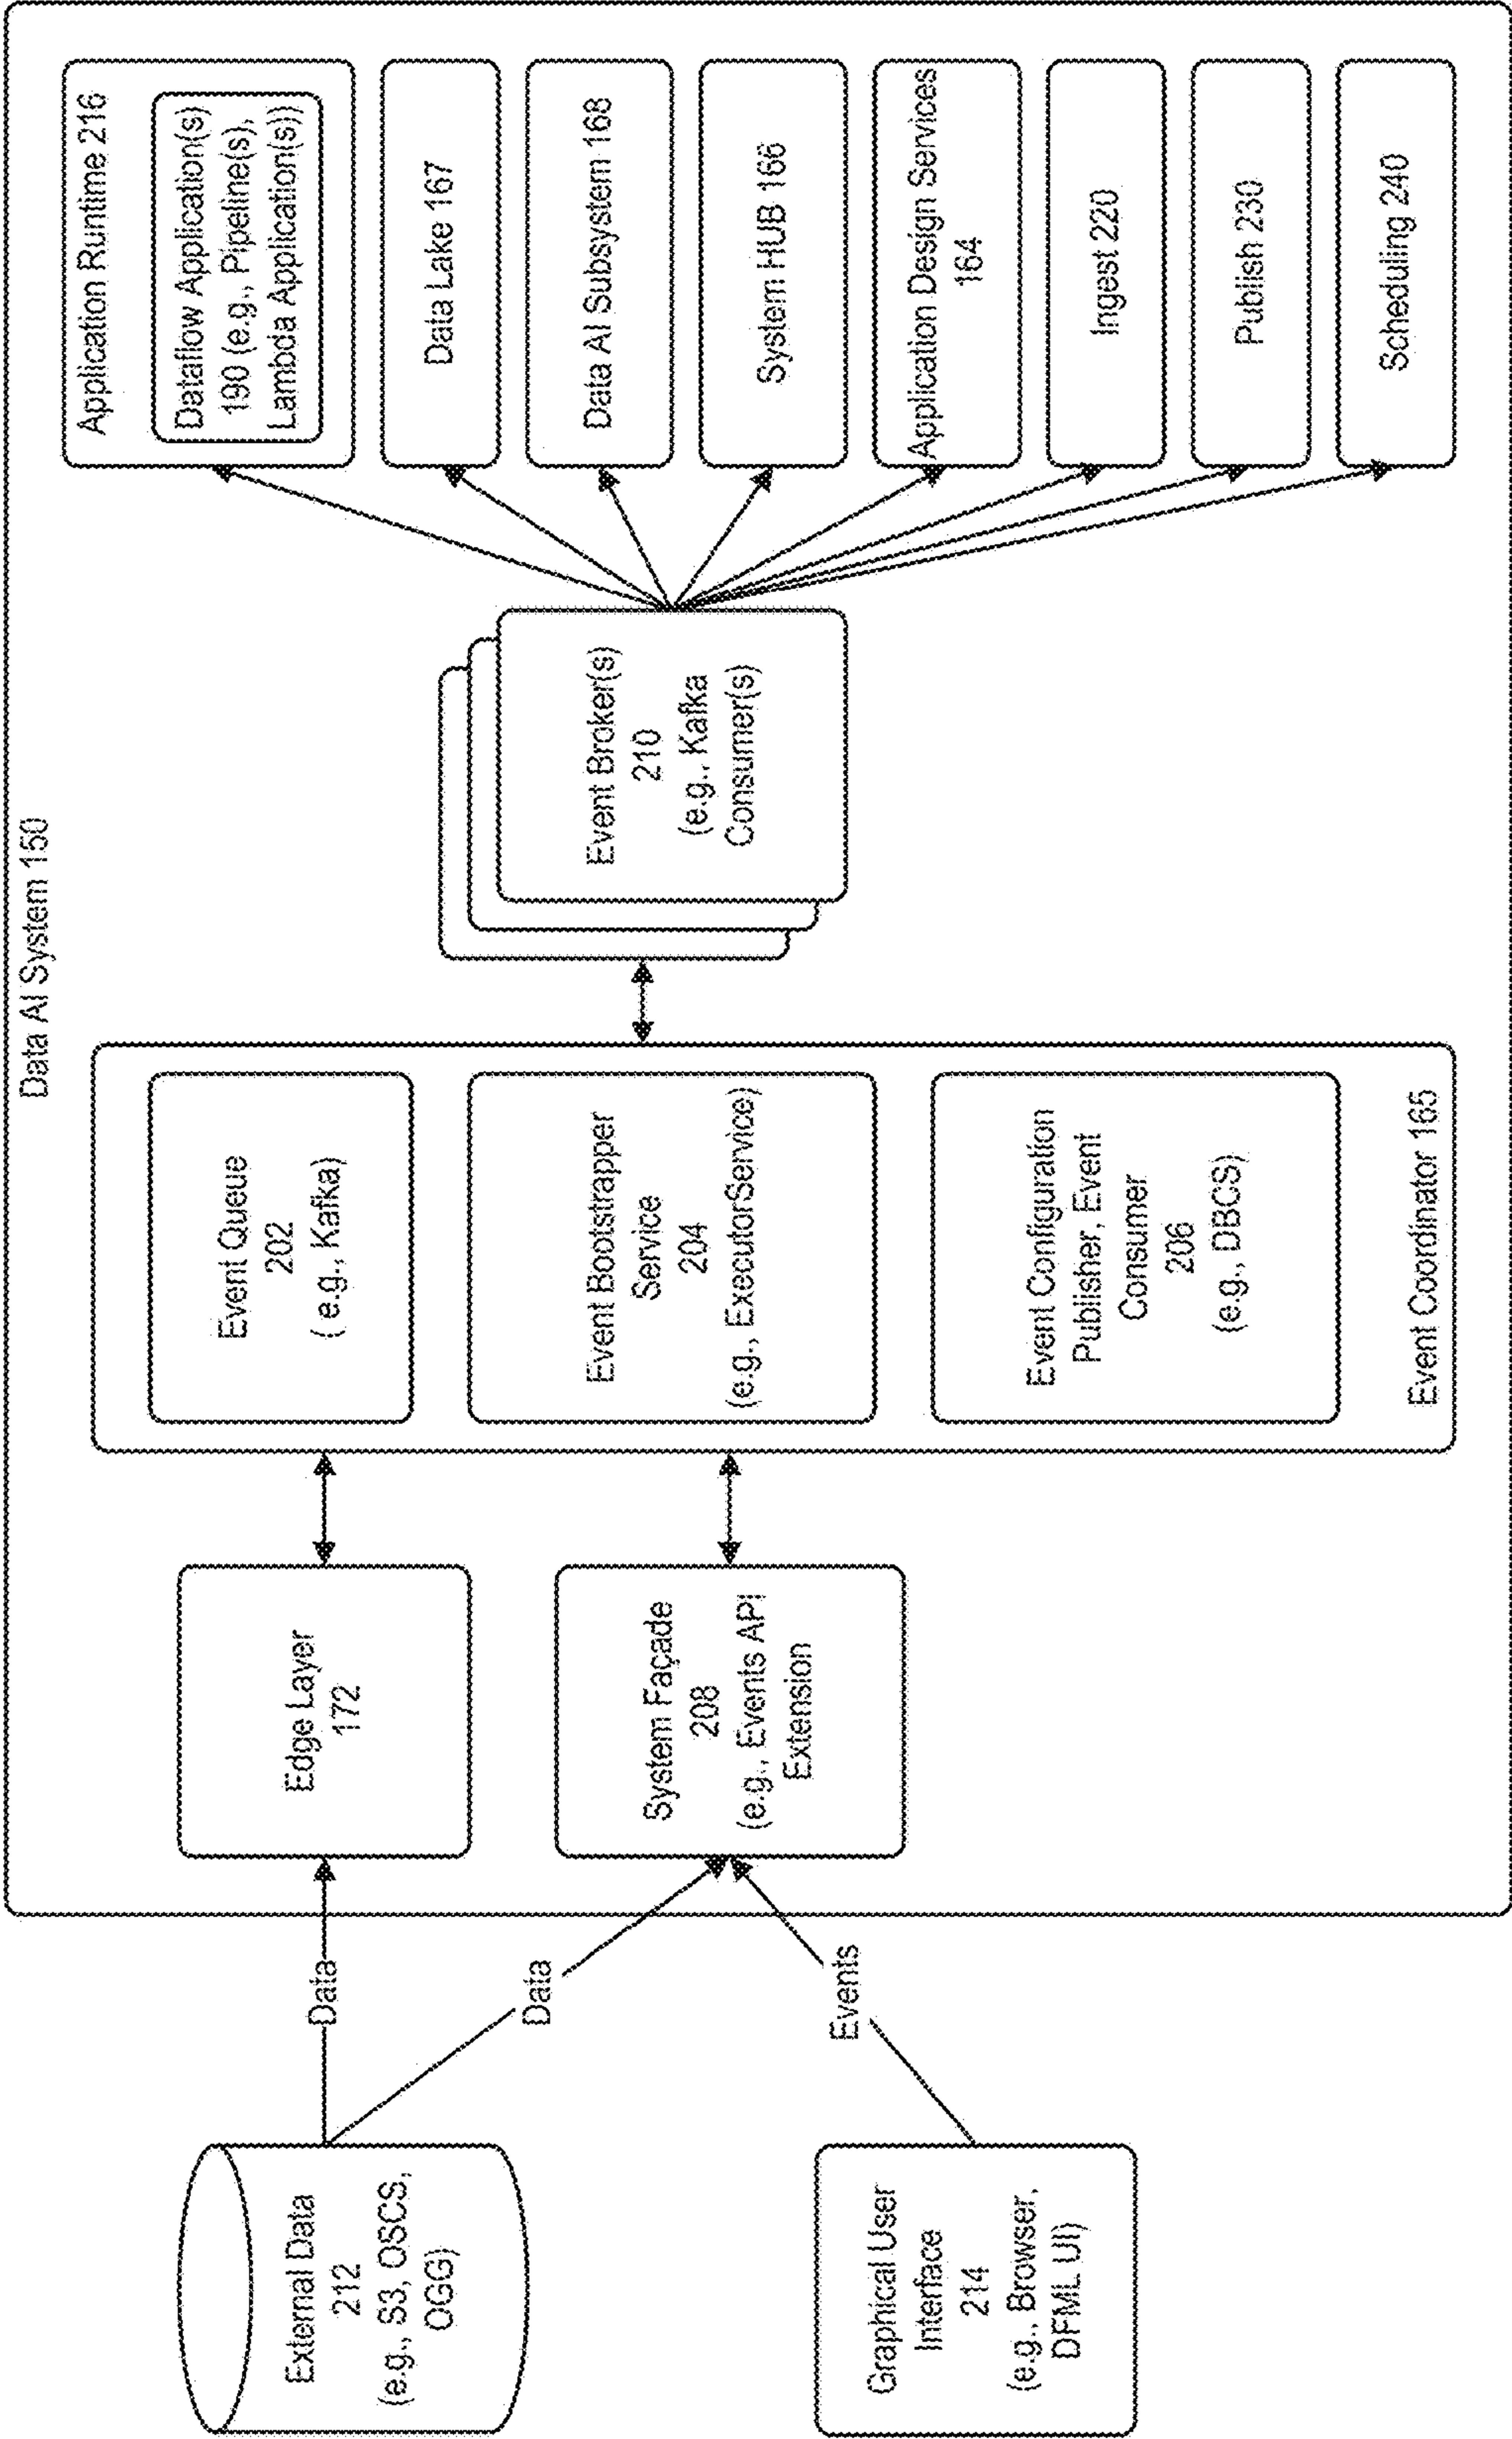 Data AI System 150
External Data
212
(e.g., S3, OSCS,
OGG)
Graphical User
Interface
214
(e.g., Browser,
DFML UI)
Data
Data
Events
Edge Layer
172
System Façade
208
(e.g., Events API
Extension
Event Queue
202
( e.g., Kafka)
Event Bootstrapper
Service
204
(e.g., ExecutorService)
Event Configuration
Publisher, Event
Consumer
206
(e.g., DBCS)
Event Coordinator 165
Event Broker(s)
210
(e.g., Kafka
Consumer(s)
Application Runtime 216
Dataflow Application(s)
190 (e.g., Pipeline(s),
Lambda Application(s))
Data Lake 167
Data AI Subsystem 168
System HUB 166
Application Design Services
164
Ingest 220
Publish 230
Scheduling 240